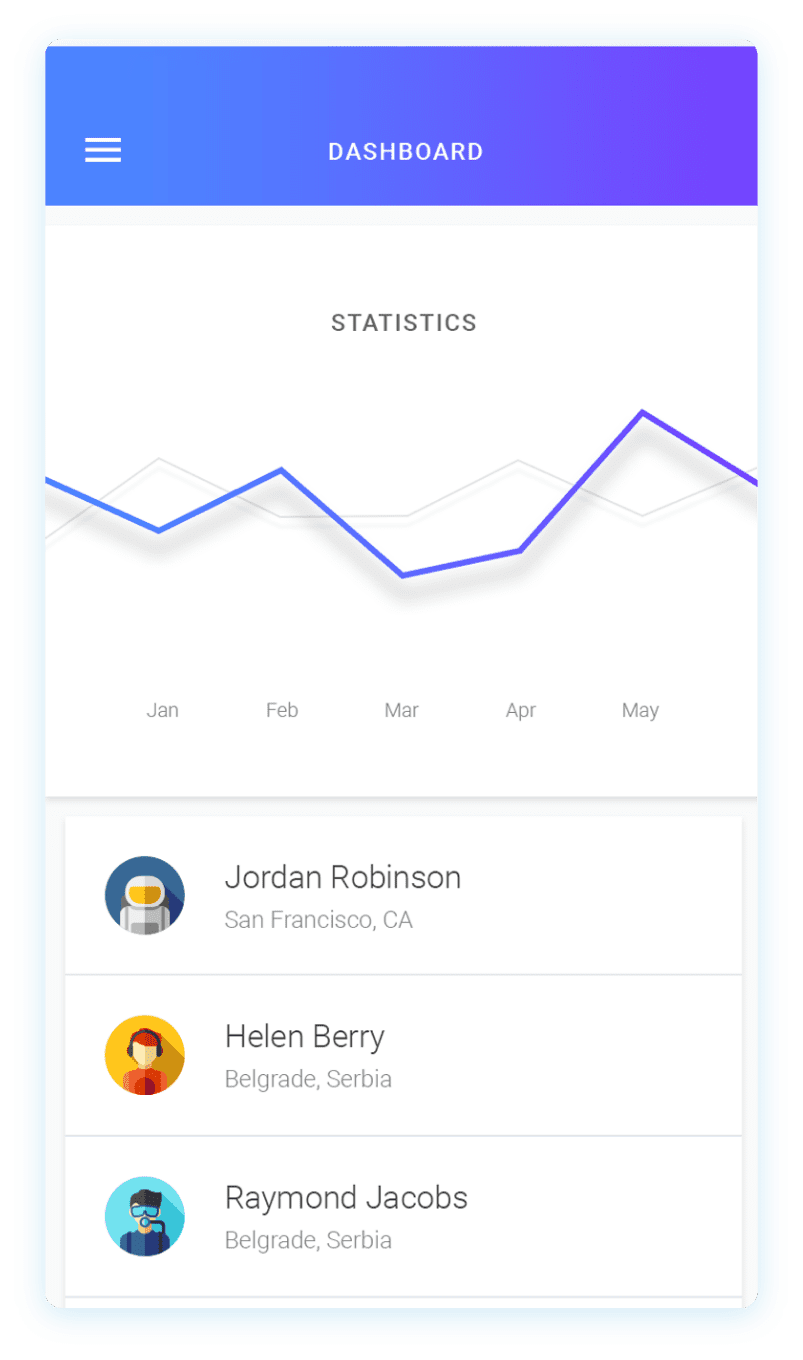 DASHBOARD
STATISTICS
Jan Feb Mar Apr May
Jordan Robinson
San Francisco, CA
Helen Berry
Belgrade, Serbia
Raymond Jacobs
Belgrade, Serbia